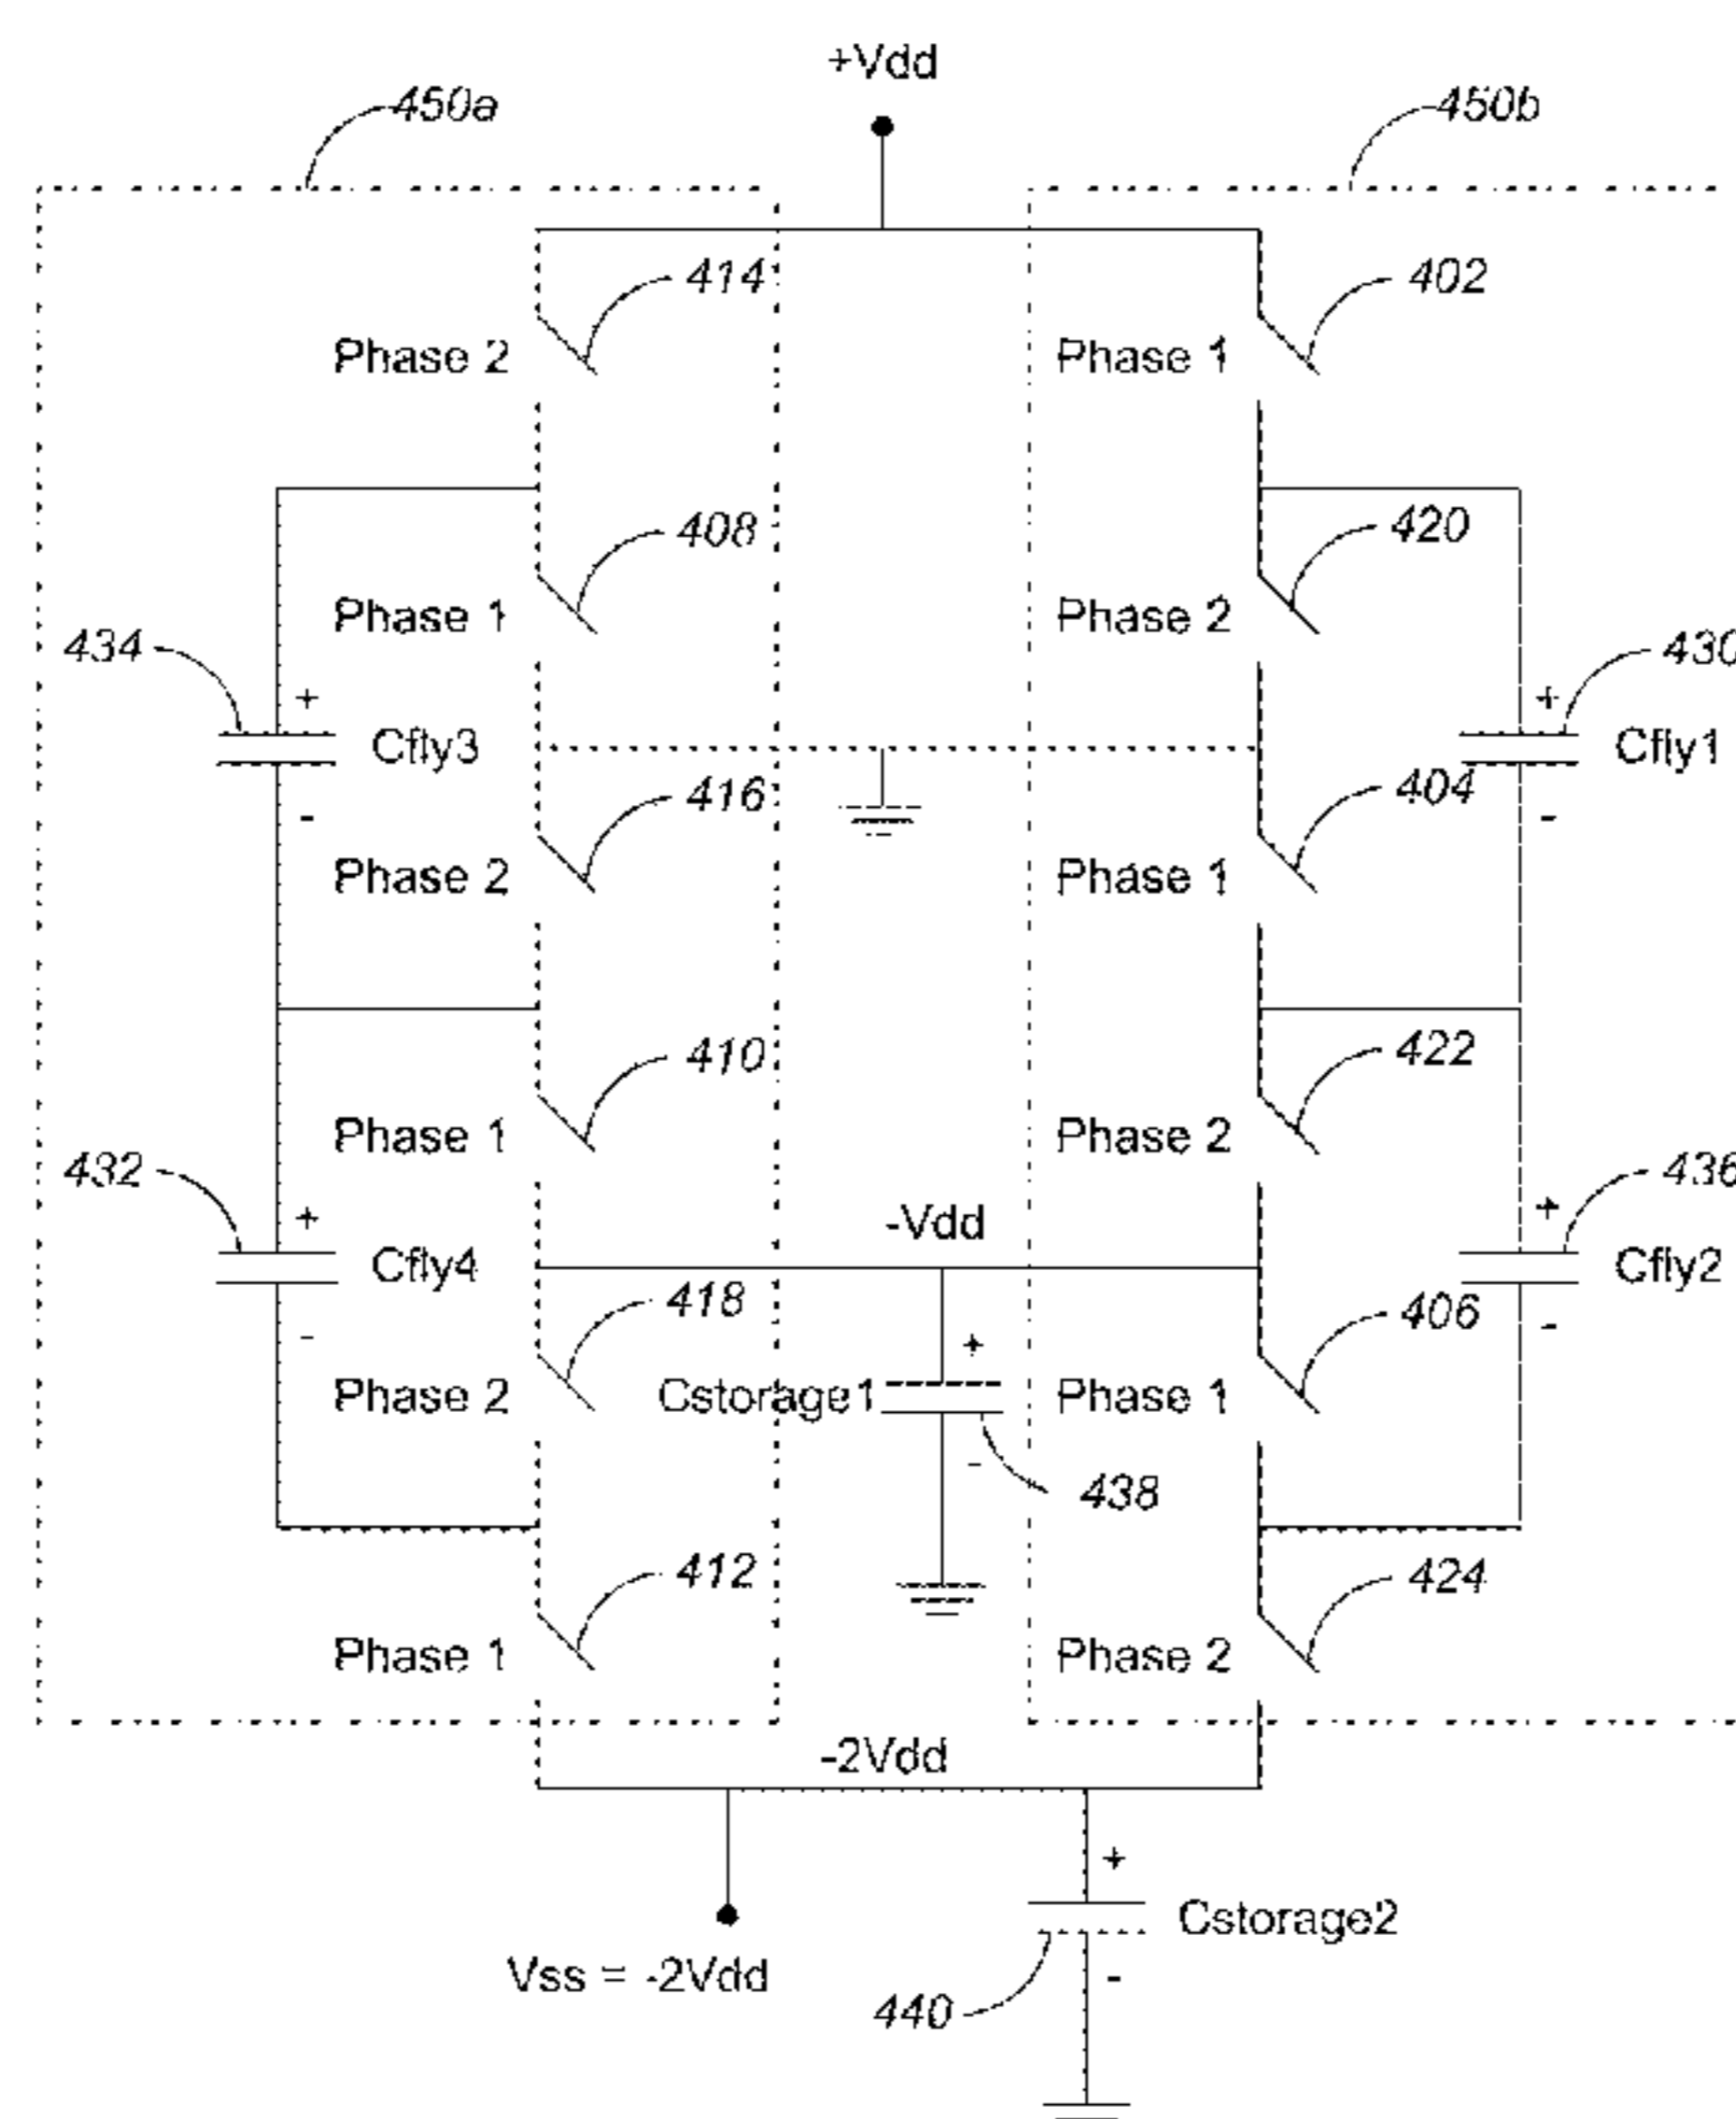 +Vdd
450a
450b
414
402
Phase 2
Phase 1
408
420
Phase 1
Phase 2
434
430
+
+
Cfly3
Cfly1
-
-
416
404
Phase 2
Phase 1
410
422
Phase 1
Phase 2
432
436
-Vdd
+
+
Cfly4
Cfly2
-
-
418
406
+
Phase 2
Cstorage1
Phase 1
-
438
412
424
Phase 1
Phase 2
-2Vdd
+
Cstorage2
Vss = -2Vdd
-
440